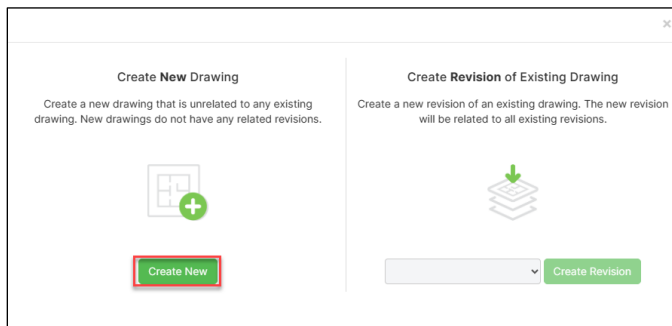 ×
Create New Drawing
Create a new drawing that is unrelated to any existing
drawing. New drawings do not have any related revisions.
Create New
Create Revision of Existing Drawing
Create a new revision of an existing drawing. The new revision
will be related to all existing revisions.
Create Revision